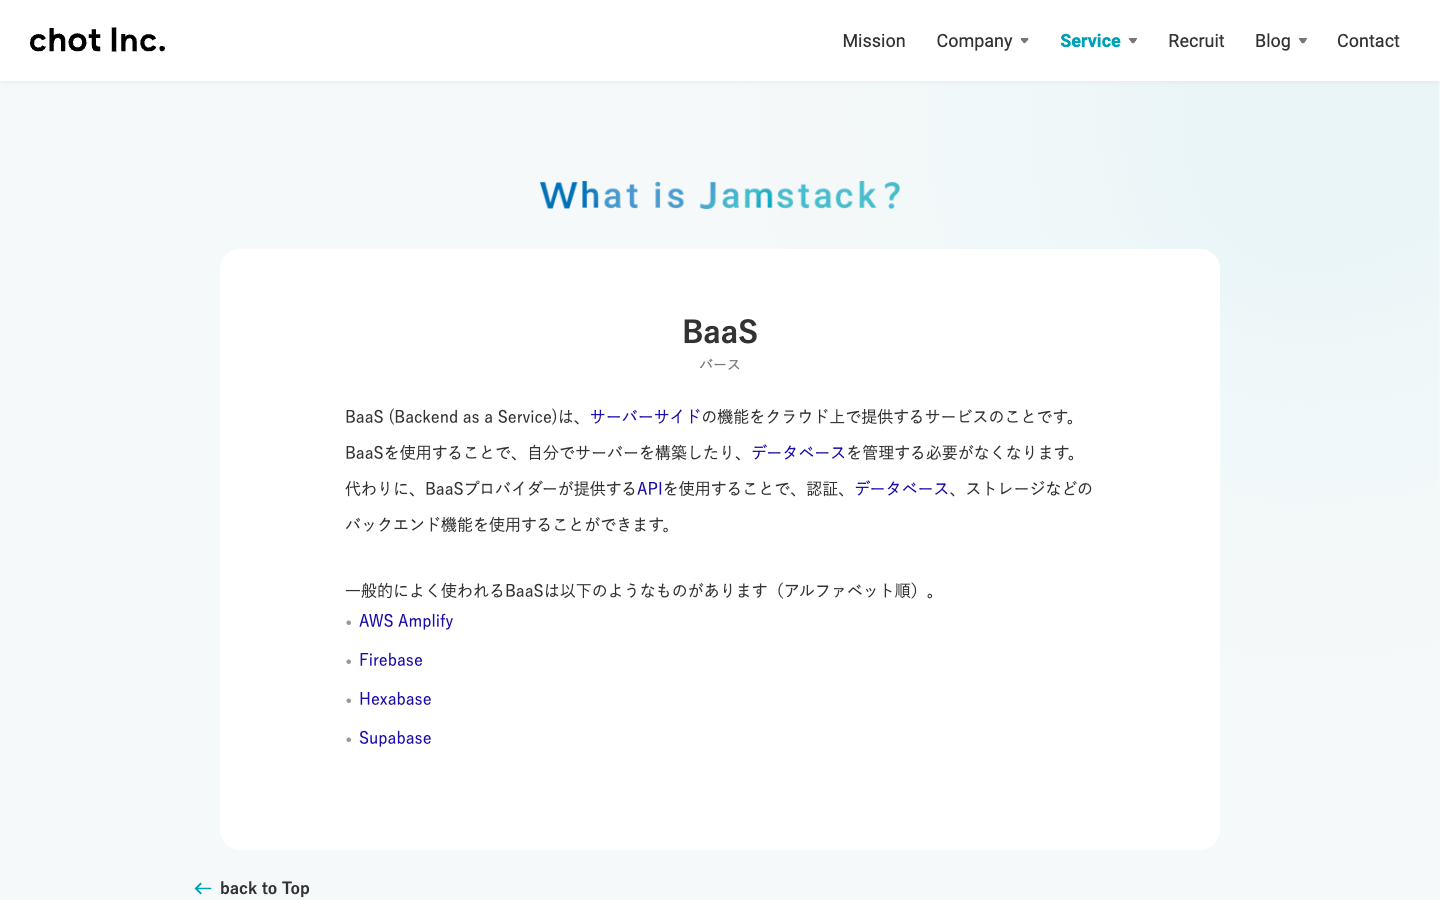 chot Inc.
Mission Company Service Recruit Blog Contact
What is Jamstack?
BaaS
バース
BaaS (Backend as a Service)は、サーバーサイドの機能をクラウド上で提供するサービスのことです。
BaaSを使用することで、自分でサーバーを構築したり、データベースを管理する必要がなくなります。
代わりに、BaaSプロバイダーが提供するAPIを使用することで、認証、データベース、ストレージなどの
バックエンド機能を使用することができます。
一般的によく使われるBaaSは以下のようなものがあります（アルファベット順）。
AWS Amplify
Firebase
Hexabase
Supabase
back to Top